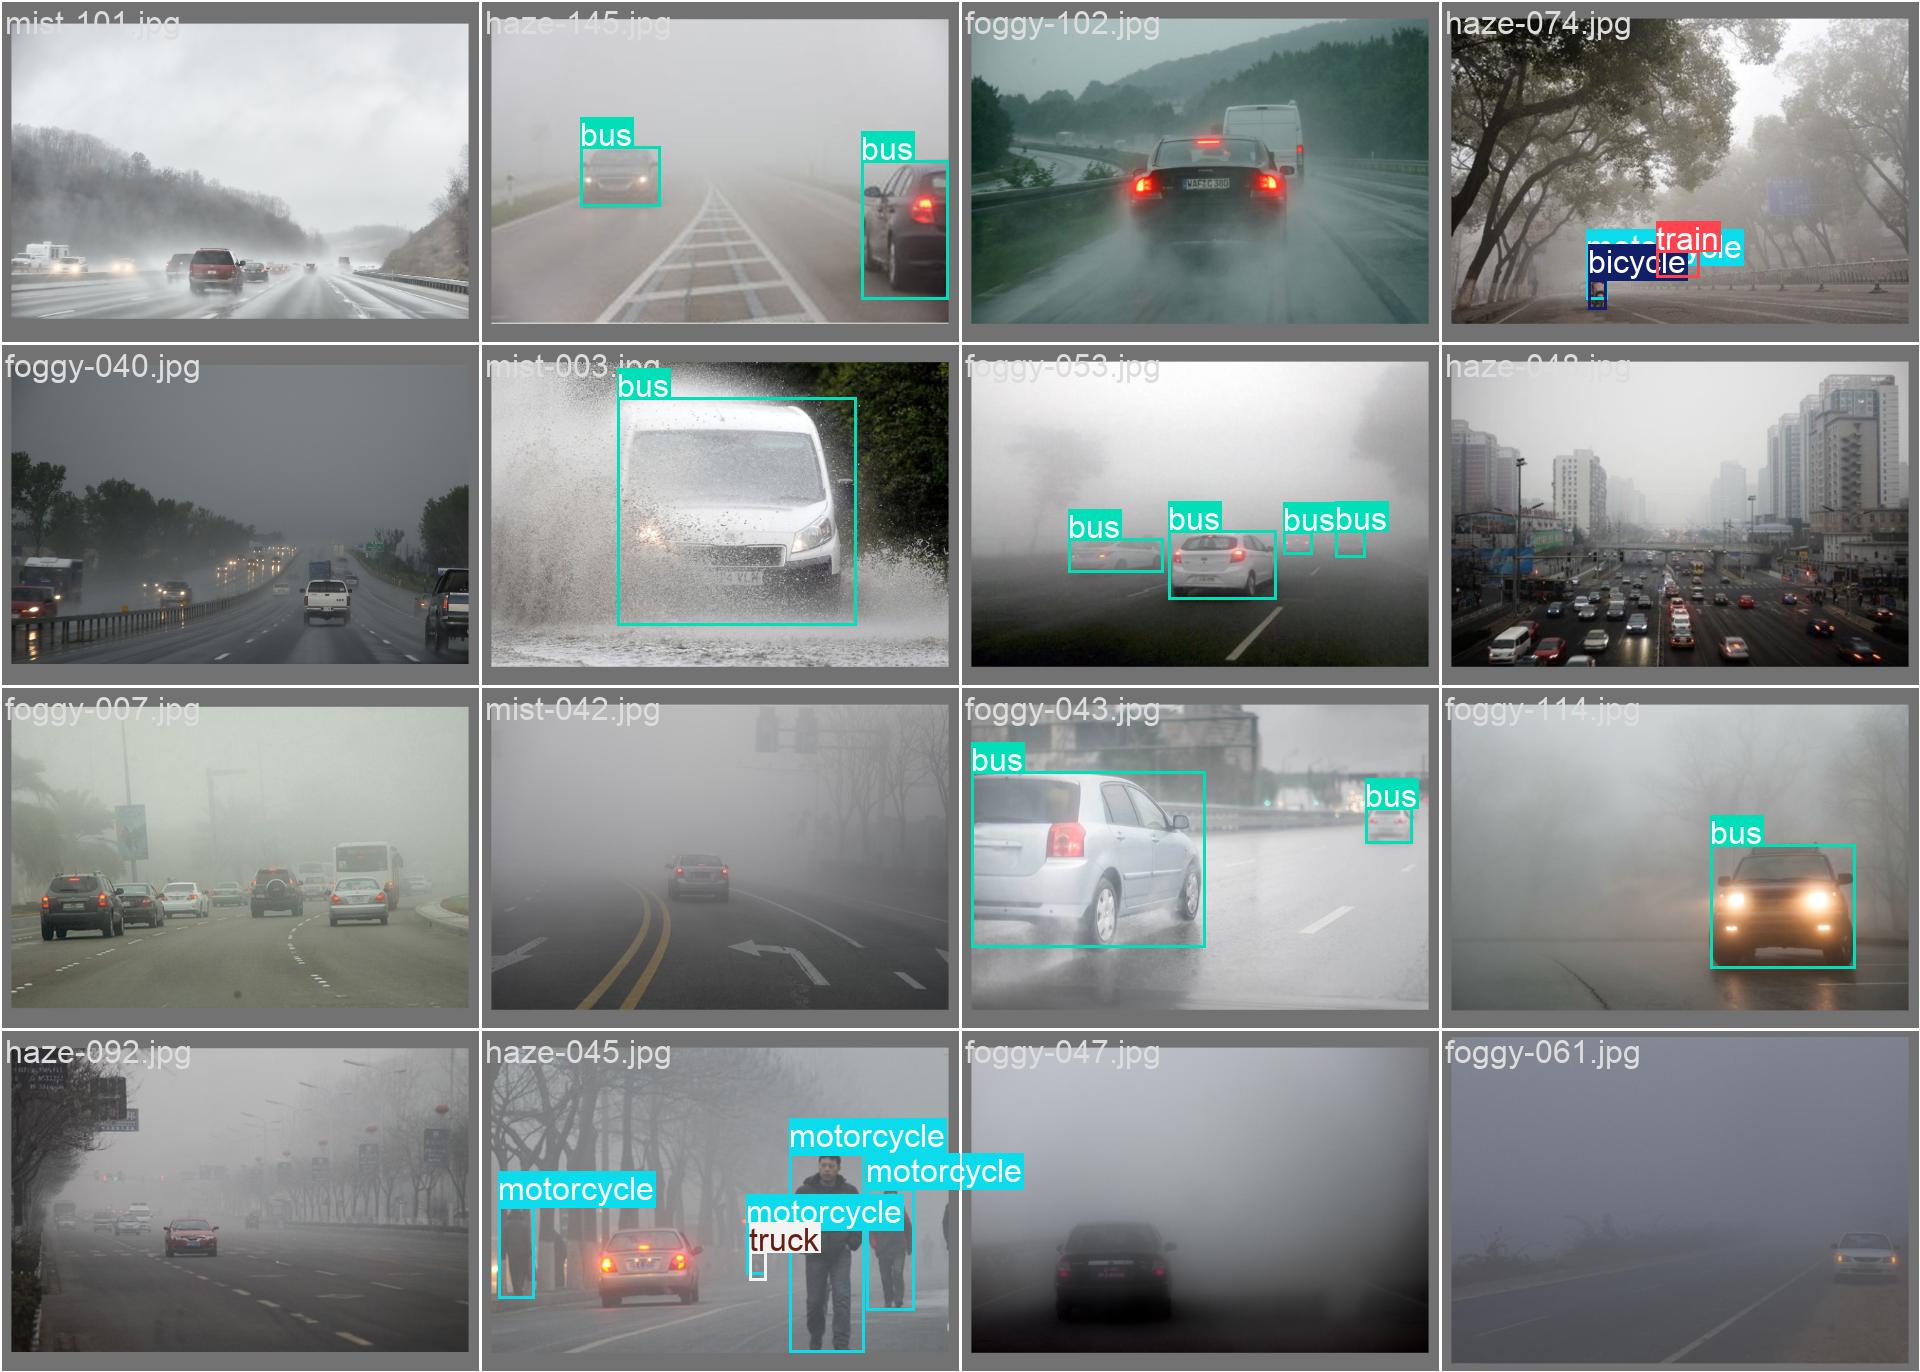 mist-101.jpg
haze-145.jpg
foggy-102.jpg
haze-074.jpg
bus
bus
train
bicycle
foggy-040.jpg
mist-003.jpg
foggy-053.jpg
haze-048.jpg
bus
bus
bus
bus
bus
foggy-007.jpg
mist-042.jpg
foggy-043.jpg
foggy-114.jpg
bus
bus
bus
haze-092.jpg
haze-045.jpg
foggy-047.jpg
foggy-061.jpg
motorcycle
motorcycle
motorcycle
motorcycle
truck